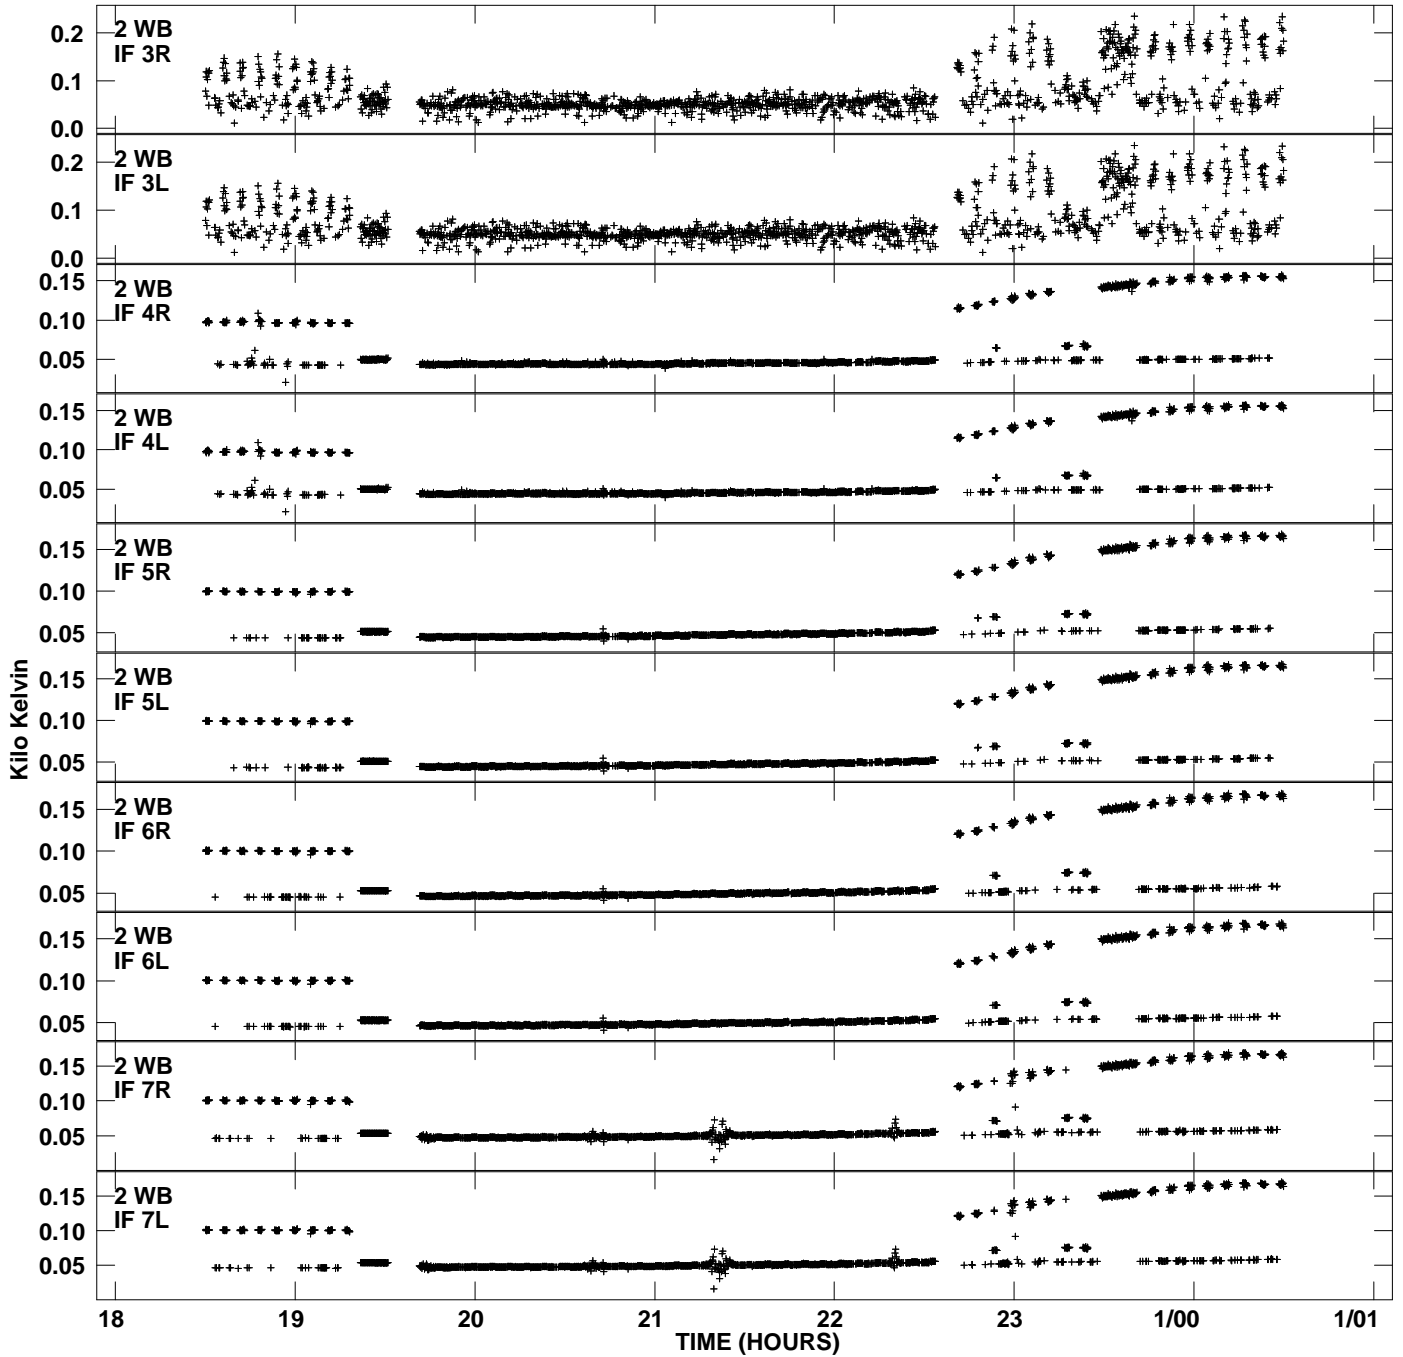 2 WB
IF 3R
0.2
0.1
0.0
2 WB
IF 3L
0.2
0.1
0.0
2 WB
IF 4R
0.15
0.10
0.05
2 WB
IF 4L
0.15
0.10
0.05
2 WB
IF 5R
0.15
0.10
0.05
2 WB
IF 5L
0.15
0.10
0.05
2 WB
IF 6R
0.15
0.10
0.05
2 WB
IF 6L
0.15
0.10
0.05
2 WB
IF 7R
0.15
0.10
0.05
2 WB
IF 7L
0.15
0.10
0.05
Kilo Kelvin
18 19 20 21 22 23 1/00 1/01
TIME (HOURS)